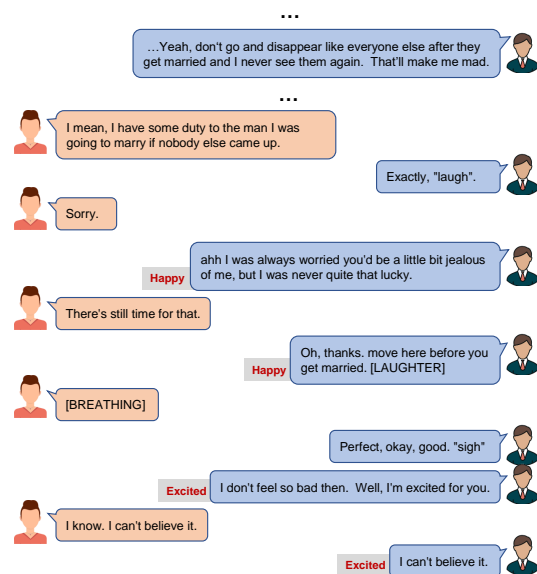 ...
…Yeah, don't go and disappear like everyone else after they
get married and I never see them again. That'll make me mad.
...
I mean, I have some duty to the man I was
going to marry if nobody else came up.
Exactly, "laugh".
Sorry.
ahh I was always worried you'd be a little bit jealous
of me, but I was never quite that lucky.
Happy
There's still time for that.
Oh, thanks. move here before you
get married. [LAUGHTER]
Happy
[BREATHING]
Perfect, okay, good. "sigh"
Excited
I don't feel so bad then. Well, I'm excited for you.
I know. I can't believe it.
Excited
I can't believe it.